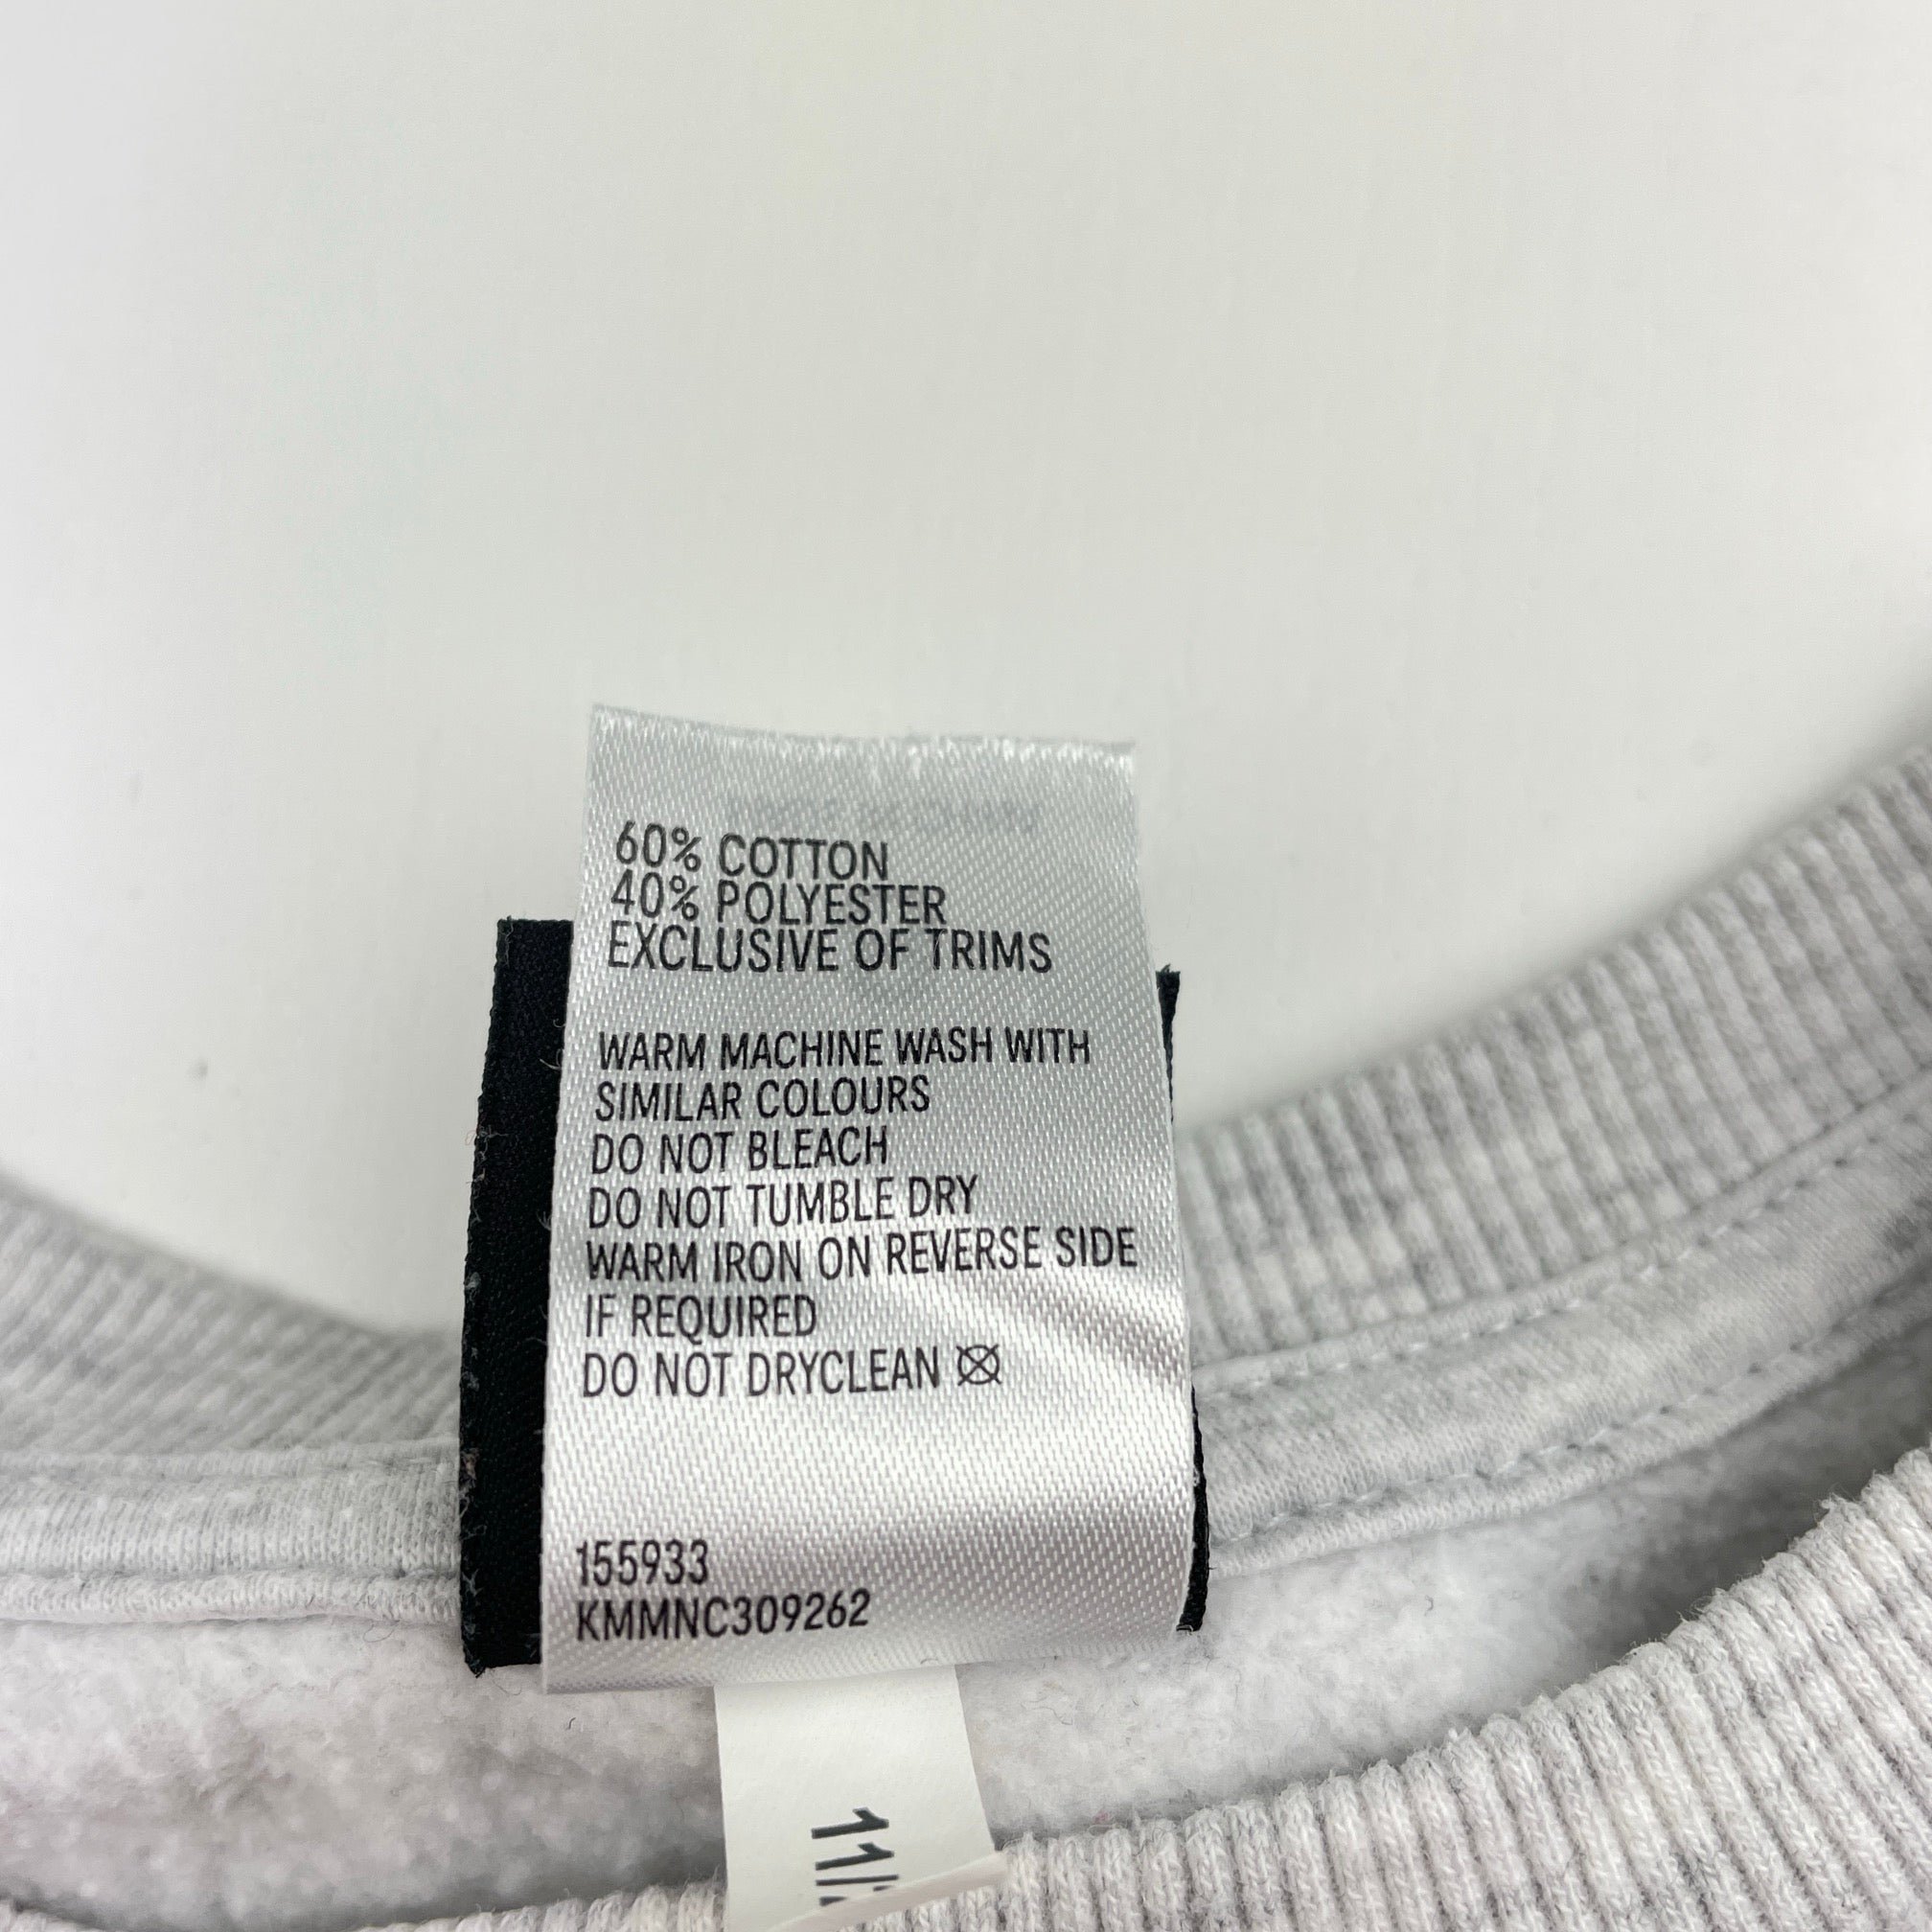 60% COTTON
40% POLYESTER
EXCLUSIVE OF TRIMS
WARM MACHINE WASH WITH
SIMILAR COLOURS
DO NOT BLEACH
DO NOT TUMBLE DRY
WARM IRON ON REVERSE SIDE
IF REQUIRED
DO NOT DRYCLEAN
155933
KMMNC309262
11/